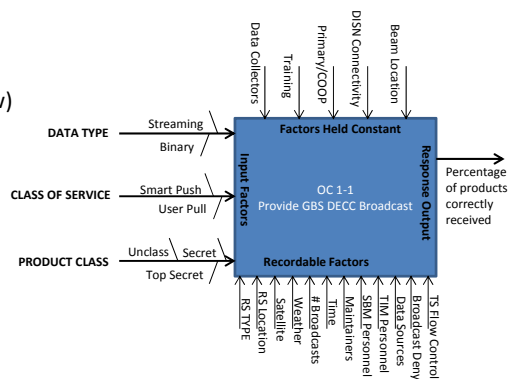 w)
Data Collectors
Training
Primary/COOP
DISN Connectivity
Beam Location
DATA TYPE
Streaming
Binary
CLASS OF SERVICE
Smart Push
User Pull
PRODUCT CLASS
Unclass
Secret
Top Secret
Factors Held Constant
Input Factors
OC 1-1
Provide GBS DECC Broadcast
Recordable Factors
Response Output
Percentage
of products
correctly
received
RS TYPE
RS Location
Satellite
Weather
# Broadcasts
Time
Maintainers
SBM Personnel
TIM Personnel
Data Sources
Broadcast Deny
TS Flow Control